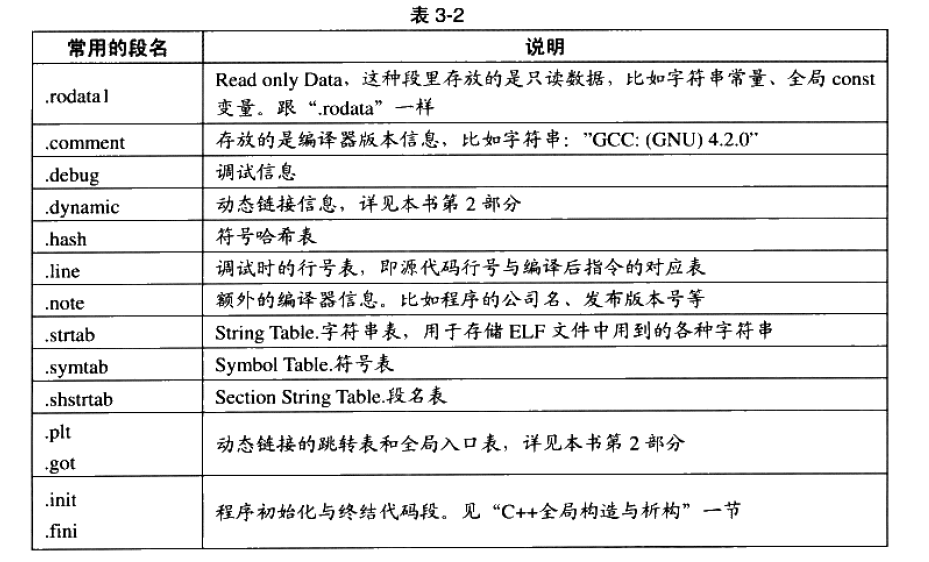 表 3-2
常用的段名 说明
.rodata1 Read only Data，这种段里存放的是只读数据，比如字符串常量、全局 const
变量。跟“.rodata”一样
.comment 存放的是编译器版本信息，比如字符串：”GCC: (GNU) 4.2.0”
.debug 调试信息
.dynamic 动态链接信息，详见本书第 2 部分
.hash 符号哈希表
.line 调试时的行号表，即源代码行号与编译后指令的对应表
.note 额外的编译器信息。比如程序的公司名、发布版本号等
.strtab String Table.字符串表，用于存储 ELF 文件中用到的各种字符串
.symtab Symbol Table.符号表
.shstrtab Section String Table.段名表
.plt
.got
动态链接的跳转表和全局入口表，详见本书第 2 部分
.init
.fini
程序初始化与终结代码段。见“C++全局构造与析构”一节